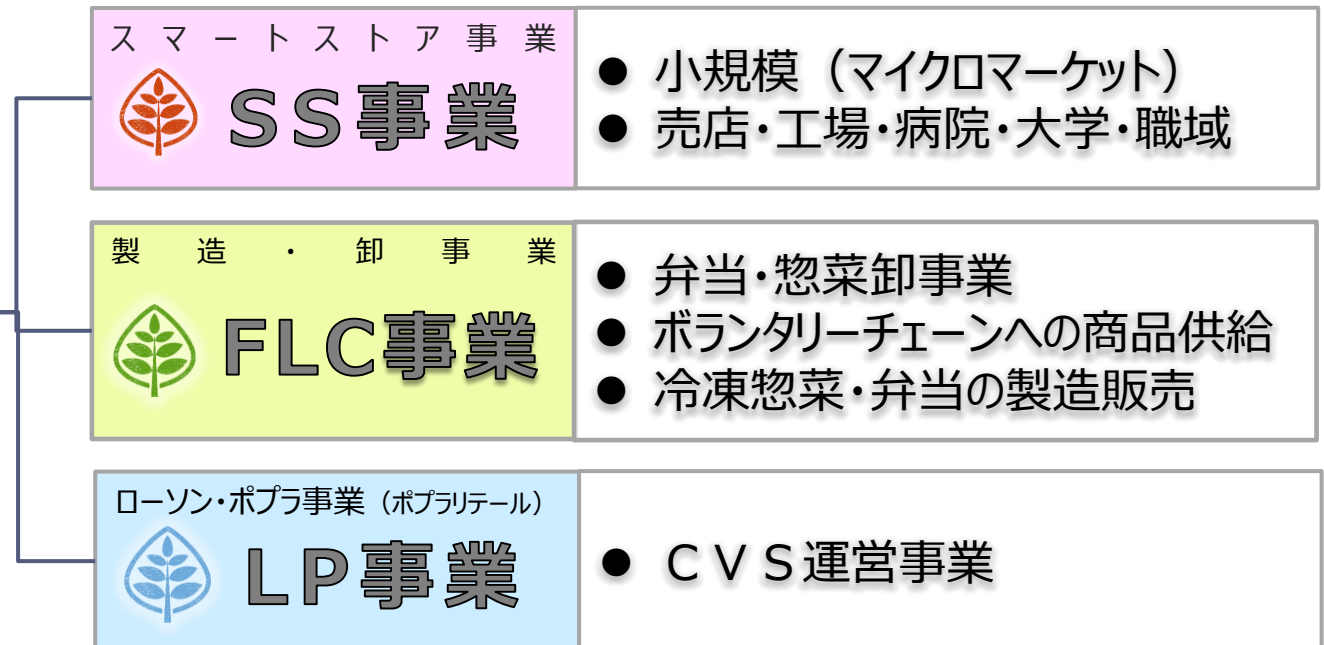 スマートストア事業
SS事業
● 小規模（マイクロマーケット）
● 売店・工場・病院・大学・職域
製造・卸事業
FLC事業
● 弁当・惣菜卸事業
● ボランタリーチェーンへの商品供給
● 冷凍惣菜・弁当の製造販売
ローソン・ポプラ事業（ポプラリテール）
LP事業
● ＣＶＳ運営事業